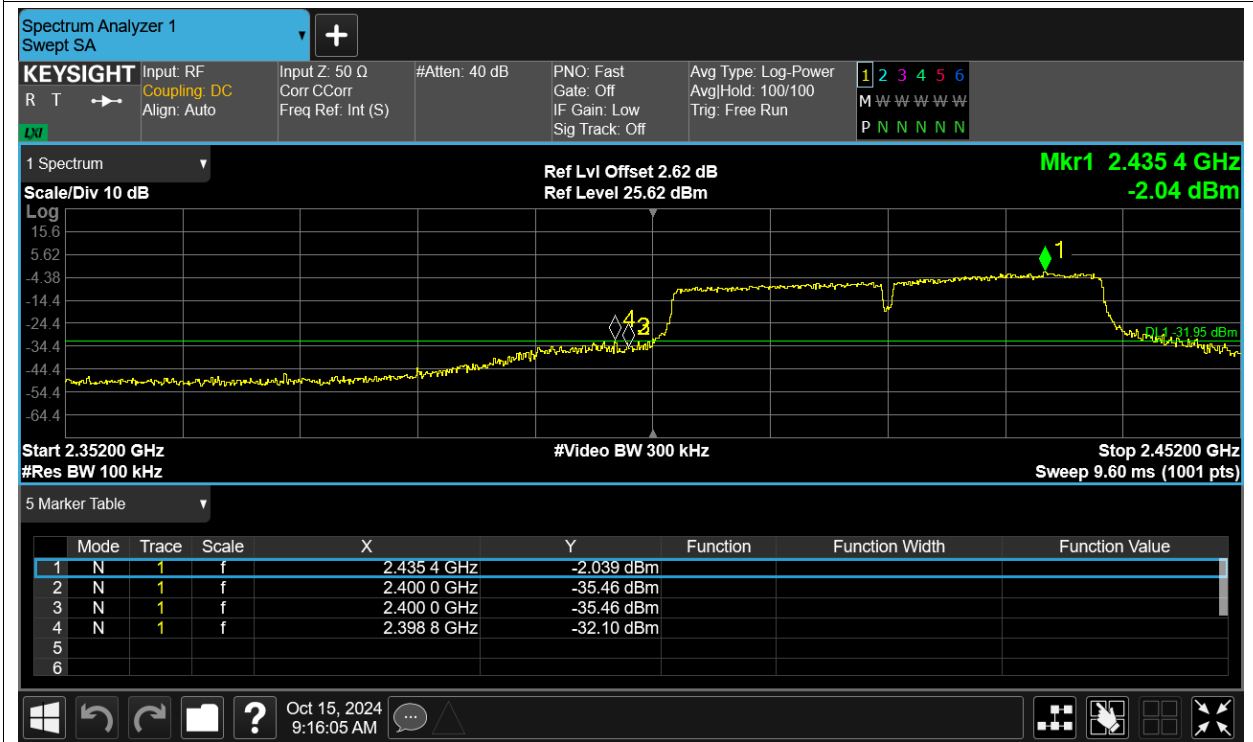 Spectrum Analyzer 1
Swept SA
+
KEYSIGHT Input: RF Input Z: 50 Ω #Atten: 40 dB PNO: Fast Avg Type: Log-Power 1 2 3 4 5 6
R T Coupling: DC Corr CCorr Gate: Off Avg|Hold: 100/100 M W W W W W W
Align: Auto Freq Ref: Int (S) IF Gain: Low Trig: Free Run
LXI Sig Track: Off P N N N N N N
1 Spectrum Ref Lvl Offset 2.62 dB Mkr1 2.435 4 GHz
Scale/Div 10 dB Ref Level 25.62 dBm -2.04 dBm
Log
15.6
5.62 1
-4.38
-14.4
-24.4 4 2
DL1 -31.95 dBm
-34.4
-44.4
-54.4
-64.4
Start 2.35200 GHz #Video BW 300 kHz Stop 2.45200 GHz
#Res BW 100 kHz Sweep 9.60 ms (1001 pts)
5 Marker Table
Mode Trace Scale X Y Function Function Width Function Value
1 N 1 f 2.435 4 GHz -2.039 dBm
2 N 1 f 2.400 0 GHz -35.46 dBm
3 N 1 f 2.400 0 GHz -35.46 dBm
4 N 1 f 2.398 8 GHz -32.10 dBm
5
6
? Oct 15, 2024
9:16:05 AM